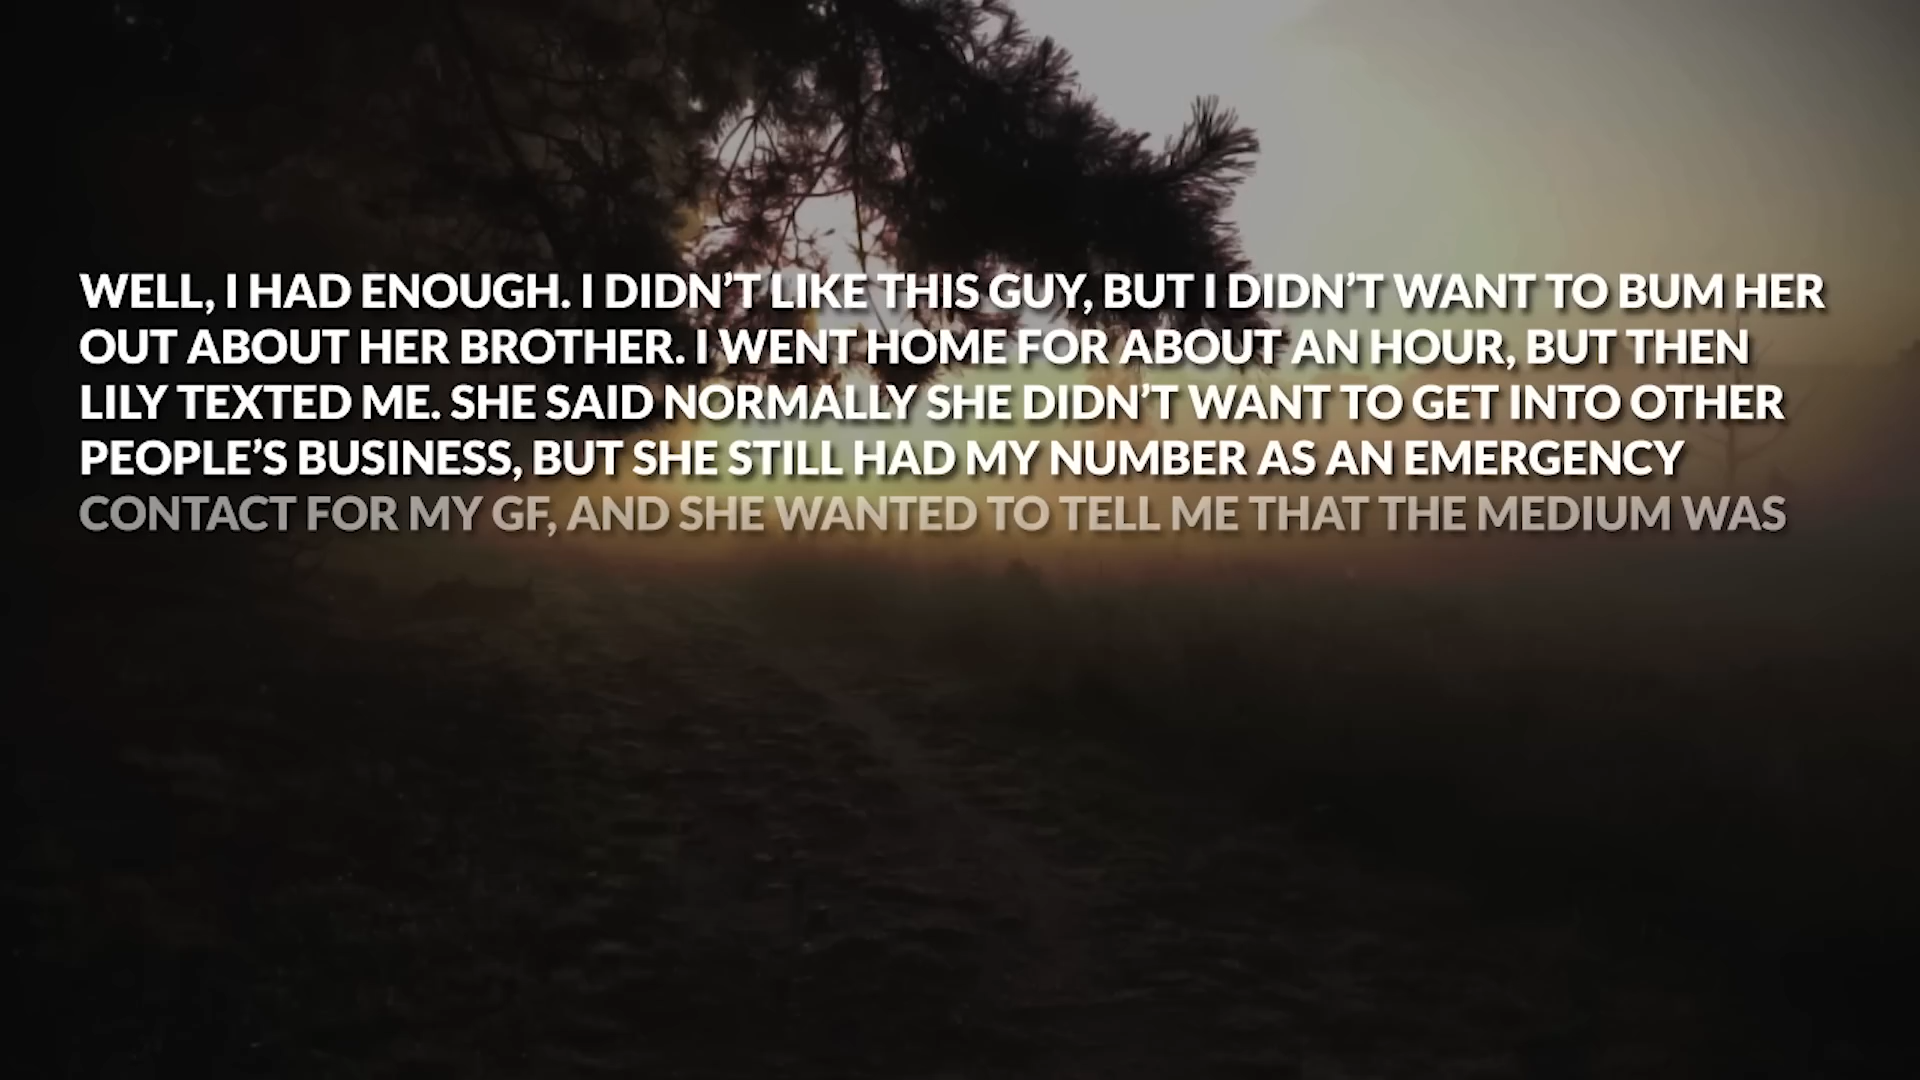 WELL, I HAD ENOUGH. I DIDN’T LIKE THIS GUY, BUT I DIDN’T WANT TO BUM HER
OUT ABOUT HER BROTHER. I WENT HOME FOR ABOUT AN HOUR, BUT THEN
LILY TEXTED ME. SHE SAID NORMALLY SHE DIDN’T WANT TO GET INTO OTHER
PEOPLE’S BUSINESS, BUT SHE STILL HAD MY NUMBER AS AN EMERGENCY
CONTACT FOR MY GF, AND SHE WANTED TO TELL ME THAT THE MEDIUM WAS